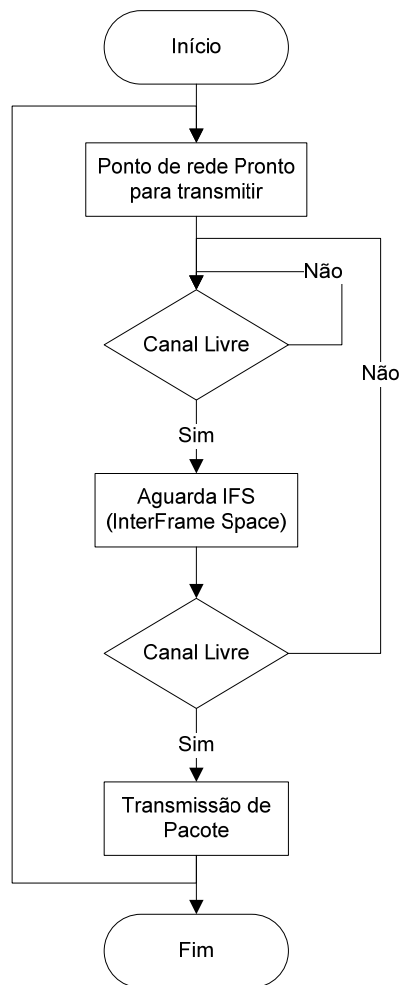 Início
Ponto de rede Pronto
para transmitir
Não
Canal Livre
Não
Sim
Aguarda IFS
(InterFrame Space)
Canal Livre
Sim
Transmissão de
Pacote
Fim